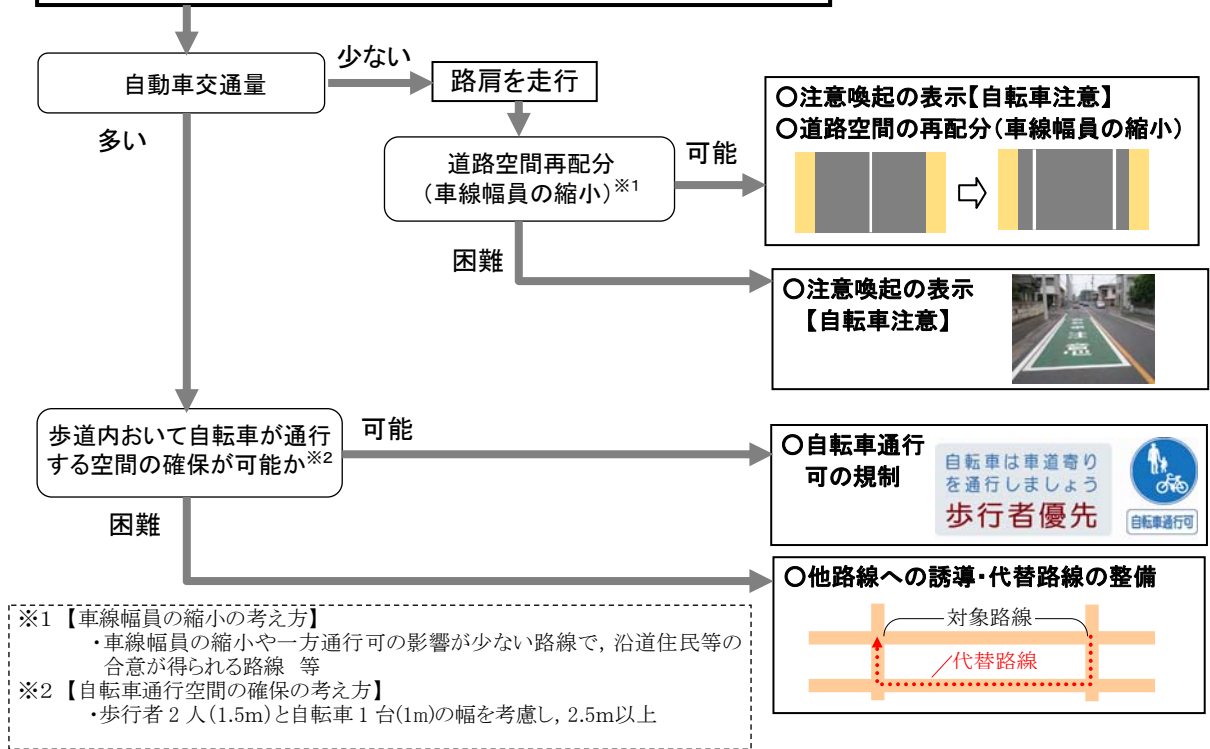 自動車交通量
少ない
路肩を走行
多い
道路空間再配分
(車線幅員の縮小)※1
可能
○注意喚起の表示【自転車注意】
○道路空間の再配分(車線幅員の縮小)
困難
○注意喚起の表示
【自転車注意】
自転車注意
歩道内おいて自転車が通行
する空間の確保が可能か※2
可能
○自転車通行
可の規制
自転車は車道寄り
を通行しましょう
歩行者優先
自転車通行可
困難
○他路線への誘導・代替路線の整備
対象路線
代替路線
※1 【車線幅員の縮小の考え方】
・車線幅員の縮小や一方通行可の影響が少ない路線で, 沿道住民等の
合意が得られる路線 等
※2 【自転車通行空間の確保の考え方】
・歩行者2人(1.5m)と自転車1台(1m)の幅を考慮し, 2.5m以上